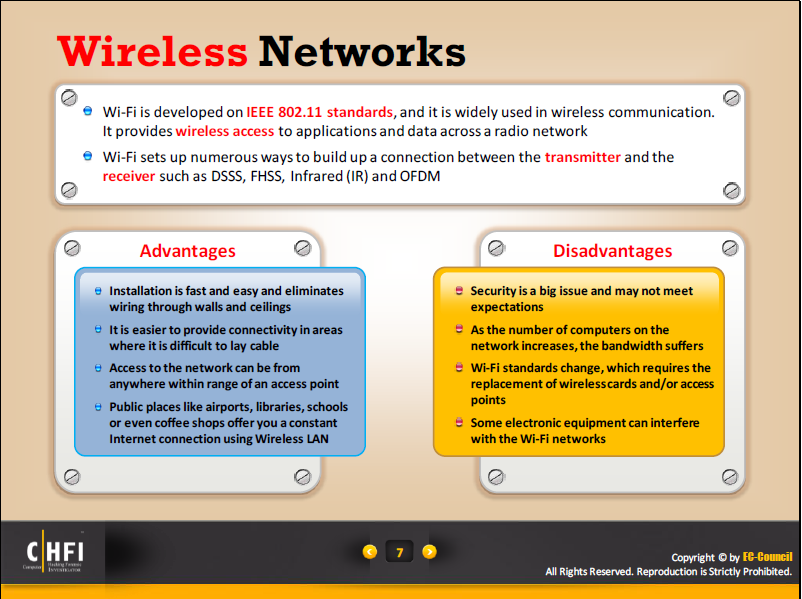 Wireless Networks
Wi-Fi is developed on IEEE 802.11 standards, and it is widely used in wireless communication.
It provides wireless access to applications and data across a radio network
Wi-Fi sets up numerous ways to build up a connection between the transmitter and the
receiver such as DSSS, FHSS, Infrared (IR) and OFDM
Advantages
Installation is fast and easy and eliminates
wiring through walls and ceilings
It is easier to provide connectivity in areas
where it is difficult to lay cable
Access to the network can be from
anywhere within range of an access point
Public places like airports, libraries, schools
or even coffee shops offer you a constant
Internet connection using Wireless LAN
Disadvantages
Security is a big issue and may not meet
expectations
As the number of computers on the
network increases, the bandwidth suffers
Wi-Fi standards change, which requires the
replacement of wireless cards and/or access
points
Some electronic equipment can interfere
with the Wi-Fi networks
CHFI
Computer Hacking Forensic
INVESTIGATOR
7
Copyright © by EC-Council
All Rights Reserved. Reproduction is Strictly Prohibited.